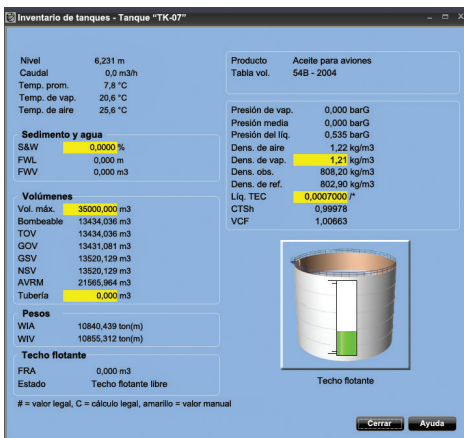 Inventario de tanques - Tanque “TK-07”
Nivel 6,231 m
Caudal 0,0 m3/h
Temp. prom. 7,8 °C
Temp. de vap. 20,6 °C
Temp. de aire 25,6 °C
Producto Aceite para aviones
Tabla vol. 54B - 2004
Sedimento y agua
S&W 0,0000 %
FWL 0,000 m
FWV 0,000 m3
Presión de vap. 0,000 barG
Presión media 0,000 barG
Presión del líq. 0,535 barG
Dens. de aire 1,22 kg/m3
Dens. de vap. 1,21 kg/m3
Dens. obs. 808,20 kg/m3
Dens. de ref. 802,90 kg/m3
Líq. TEC 0,0007000 /°
CTSh 0,99978
VCF 1,00663
Volúmenes
Vol. máx. 35000,000 m3
Bombeable 13434,036 m3
TOV 13434,036 m3
GOV 13431,081 m3
GSV 13520,129 m3
NSV 13520,129 m3
AVRM 21565,964 m3
Tubería 0,000 m3
Pesos
WIA 10840,439 ton(m)
WIV 10855,312 ton(m)
Techo flotante
FRA 0,000 m3
Estado Techo flotante libre
Techo flotante
# = valor legal, C = cálculo legal, amarillo = valor manual
Cerrar Ayuda